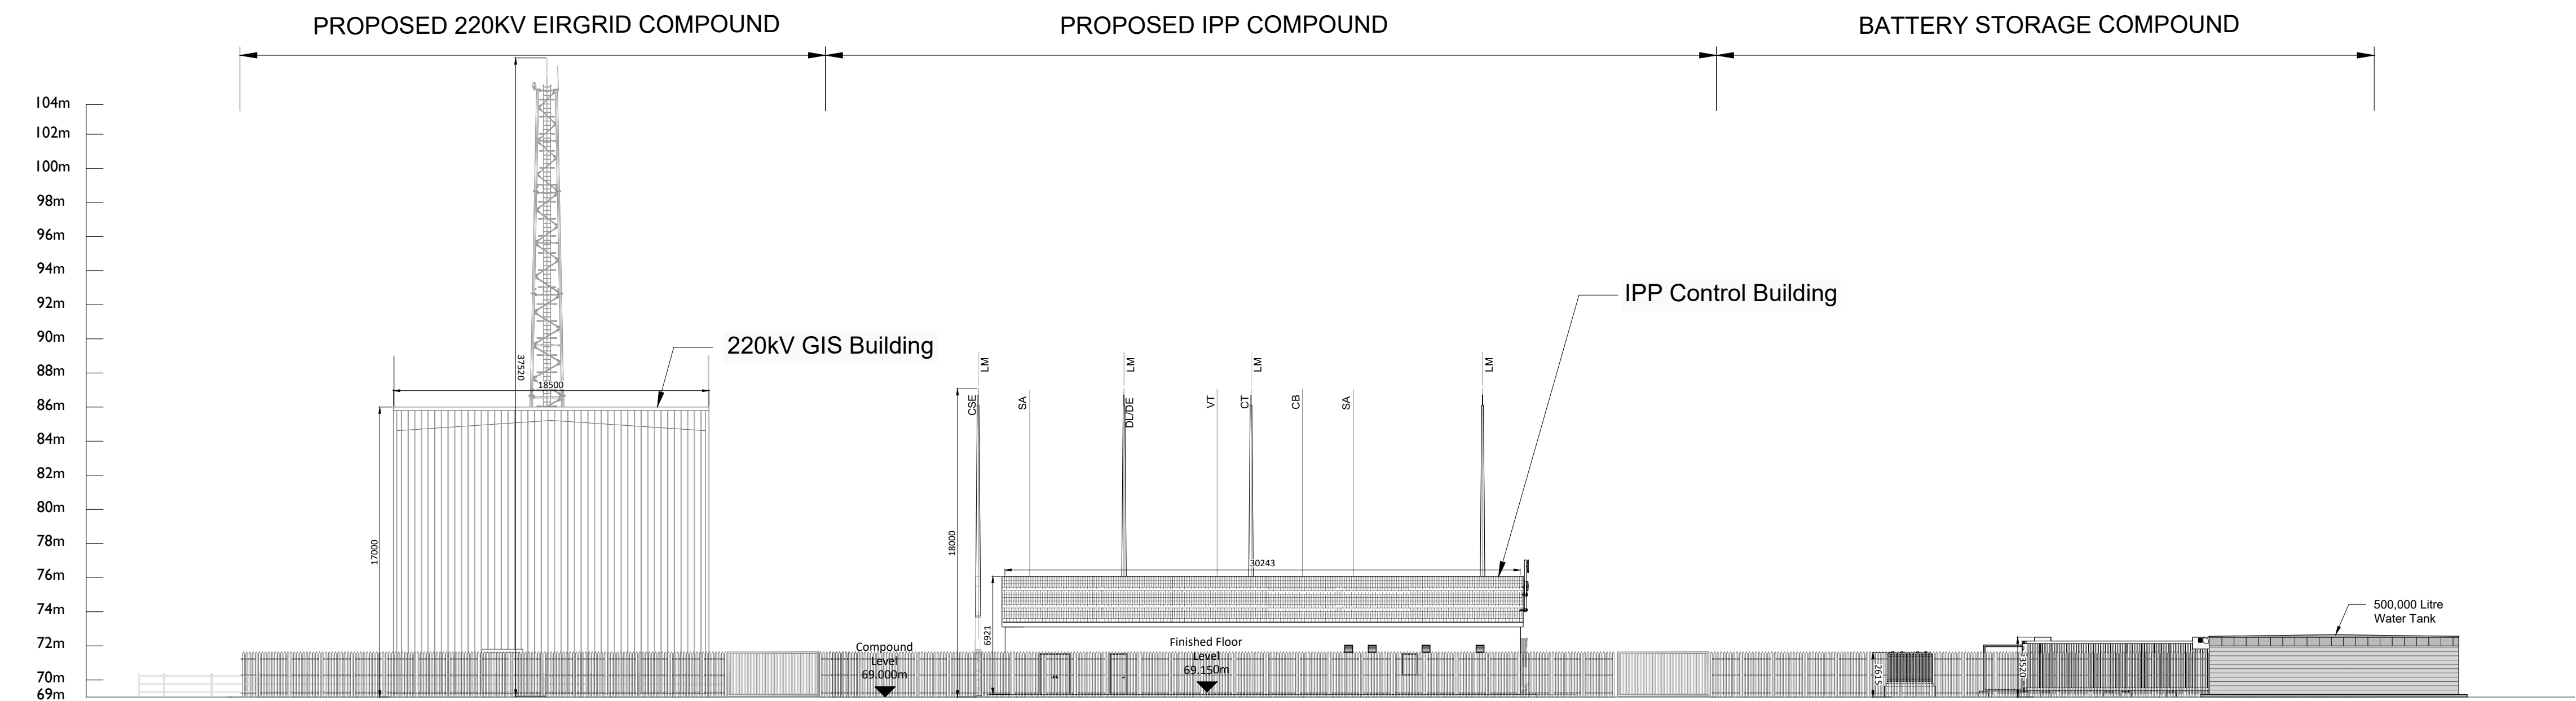 PROPOSED 220KV EIRGRID COMPOUND
PROPOSED IPP COMPOUND
BATTERY STORAGE COMPOUND
104m
102m
100m
98m
96m
94m
92m
90m
88m
86m
84m
82m
80m
78m
76m
74m
72m
70m
69m
37520
18500
17000
220kV GIS Building
Compound
Level
69.000m
18000
6921
LM
CSE
SA
LM
DL/DE
VT
LM
CT
CB
SA
LM
30243
IPP Control Building
Finished Floor
Level
69.150m
2615
3520
500,000 Litre
Water Tank